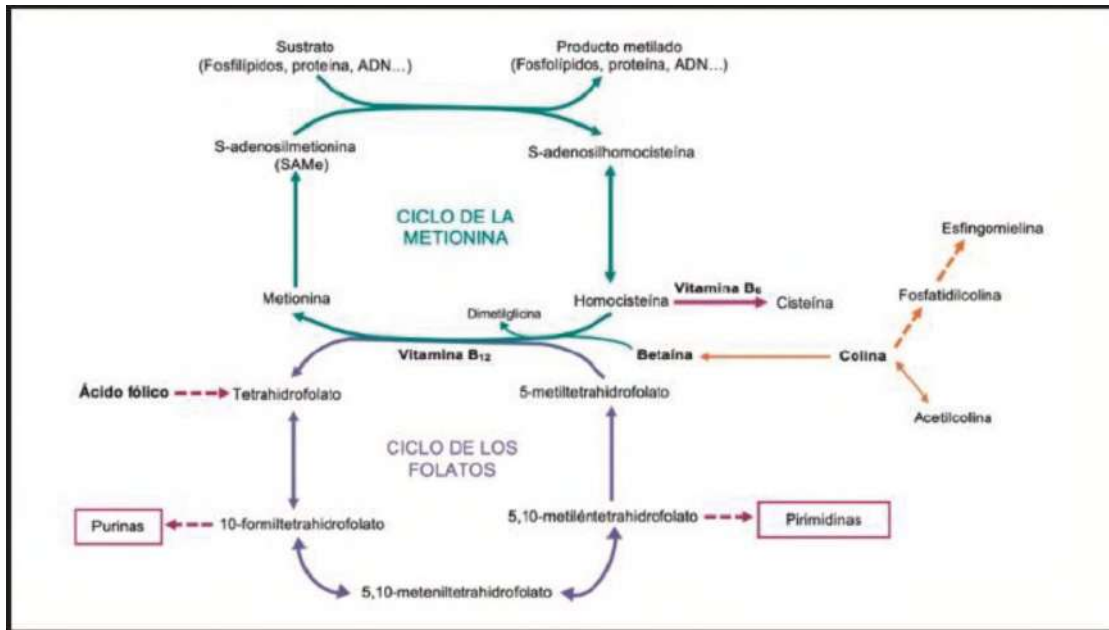 Sustrato
(Fosfilípidos, proteína, ADN...)
Producto metilado
(Fosfolípidos, proteína, ADN...)
S-adenosilmetionina
(SAMe)
S-adenosilhomocisteína
CICLO DE LA
METIONINA
Esfingomielina
Metionina
Homocisteína
Vitamina B₆
Cisteína
Fosfatidilcolina
Dimetilglicina
Vitamina B₁₂
Betaína
Colina
Ácido fólico
Tetrahidrofolato
5-metiltetrahidrofolato
Acetilcolina
CICLO DE LOS
FOLATOS
Purinas
10-formiltetrahidrofolato
5,10-metiléntetrahidrofolato
Pirimidinas
5,10-meteniltetrahidrofolato